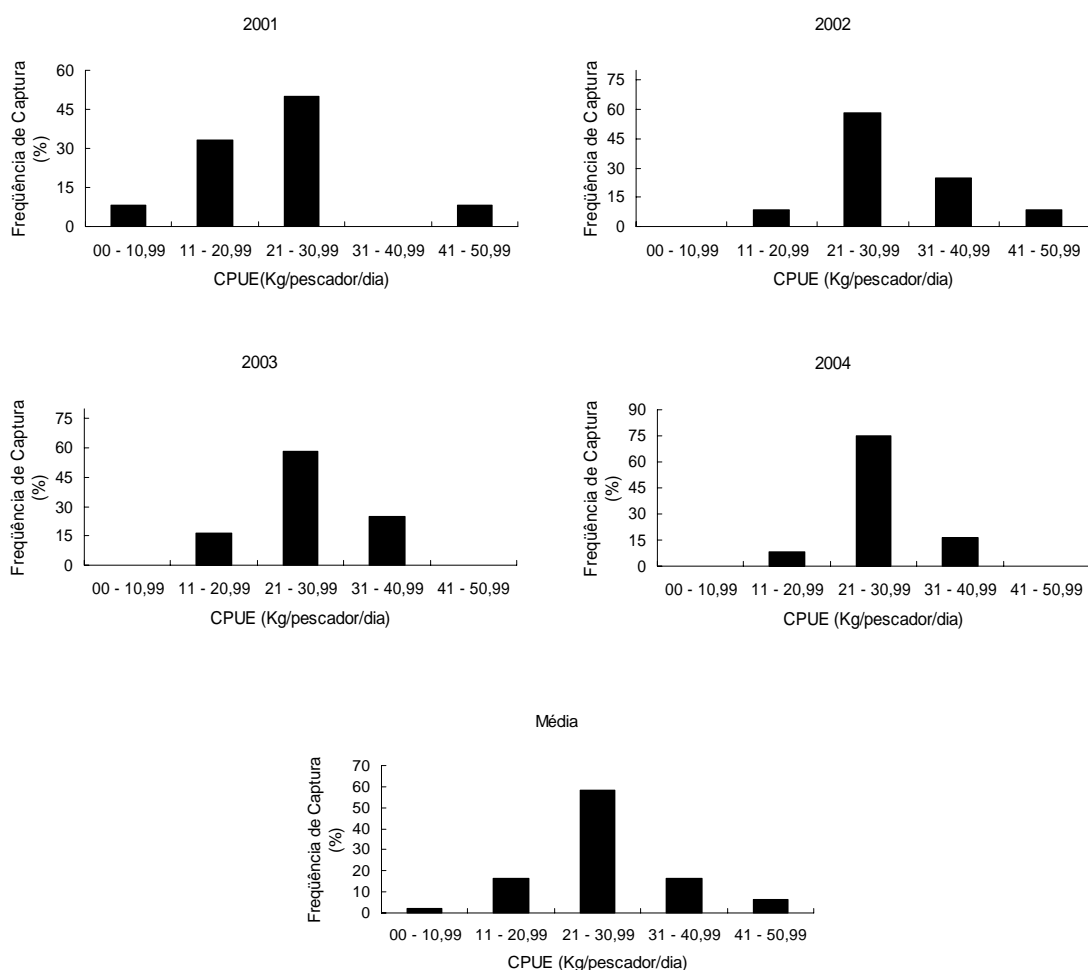 2001
Freqüência de Captura
(%)
60
45
30
15
0
00 - 10,99 11 - 20,99 21 - 30,99 31 - 40,99 41 - 50,99
CPUE(Kg/pescador/dia)
2002
Freqüência de Captura
(%)
75
60
45
30
15
0
00 - 10,99 11 - 20,99 21 - 30,99 31 - 40,99 41 - 50,99
CPUE (Kg/pescador/dia)
2003
Freqüência de Captura
(%)
75
60
45
30
15
0
00 - 10,99 11 - 20,99 21 - 30,99 31 - 40,99 41 - 50,99
CPUE (Kg/pescador/dia)
2004
Freqüência de Captura
(%)
90
75
60
45
30
15
0
00 - 10,99 11 - 20,99 21 - 30,99 31 - 40,99 41 - 50,99
CPUE (Kg/pescador/dia)
Média
Freqüência de Captura
(%)
70
60
50
40
30
20
10
0
00 - 10,99 11 - 20,99 21 - 30,99 31 - 40,99 41 - 50,99
CPUE (Kg/pescador/dia)